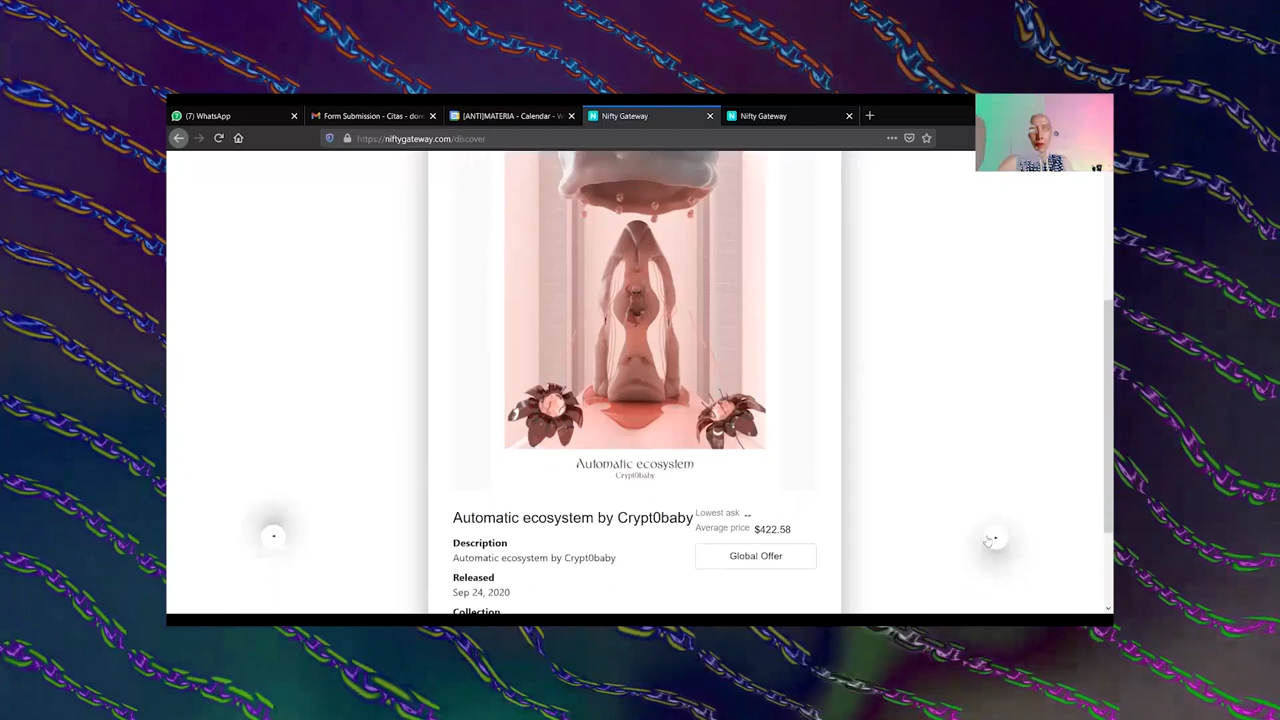 (7) WhatsApp
Form Submission - Citas - dor
[ANTI]MATERIA - Calendar - W
Nifty Gateway
Nifty Gateway
https://niftygateway.com/discover
Automatic ecosystem
Crypt0baby
Automatic ecosystem by Crypt0baby
Lowest ask --
Average price $422.58
Description
Automatic ecosystem by Crypt0baby
Global Offer
Released
Sep 24, 2020
Collection